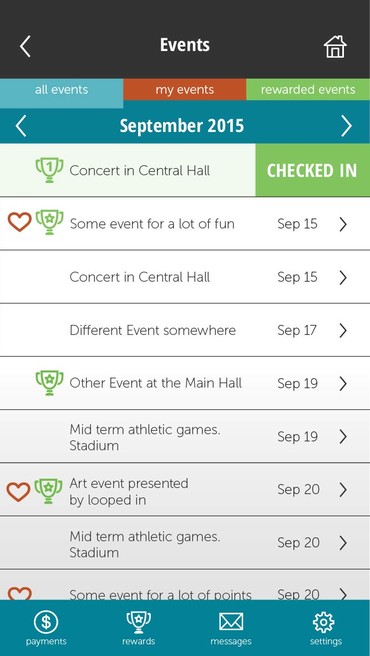 Events
all events
my events
rewarded events
September 2015
1
Concert in Central Hall
CHECKED IN
Some event for a lot of fun
Sep 15
Concert in Central Hall
Sep 15
Different Event somewhere
Sep 17
Other Event at the Main Hall
Sep 19
Mid term athletic games.
Stadium
Sep 19
Art event presented
by looped in
Sep 20
Mid term athletic games.
Stadium
Sep 20
Some event for a lot of points
Sep 20
$
payments
rewards
messages
settings